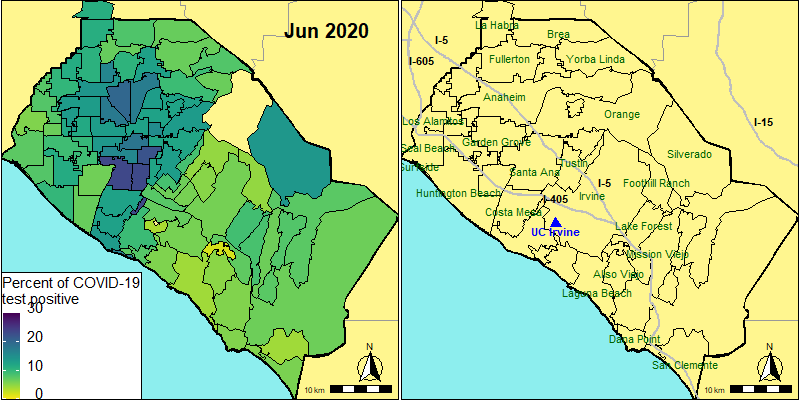 Jun 2020
Percent of COVID-19
test positive
30
20
10
0
N
10 km
La Habra
Brea
I-5
Fullerton
Yorba Linda
I-605
Anaheim
Orange
Los Alamitos
I-15
Garden Grove
Seal Beach
Silverado
Tustin
Surfside
Santa Ana
I-5
Foothill Ranch
Huntington Beach
Irvine
I-405
Costa Mesa
Lake Forest
UC Irvine
Mission Viejo
Aliso Viejo
Laguna Beach
Dana Point
San Clemente
N
10 km